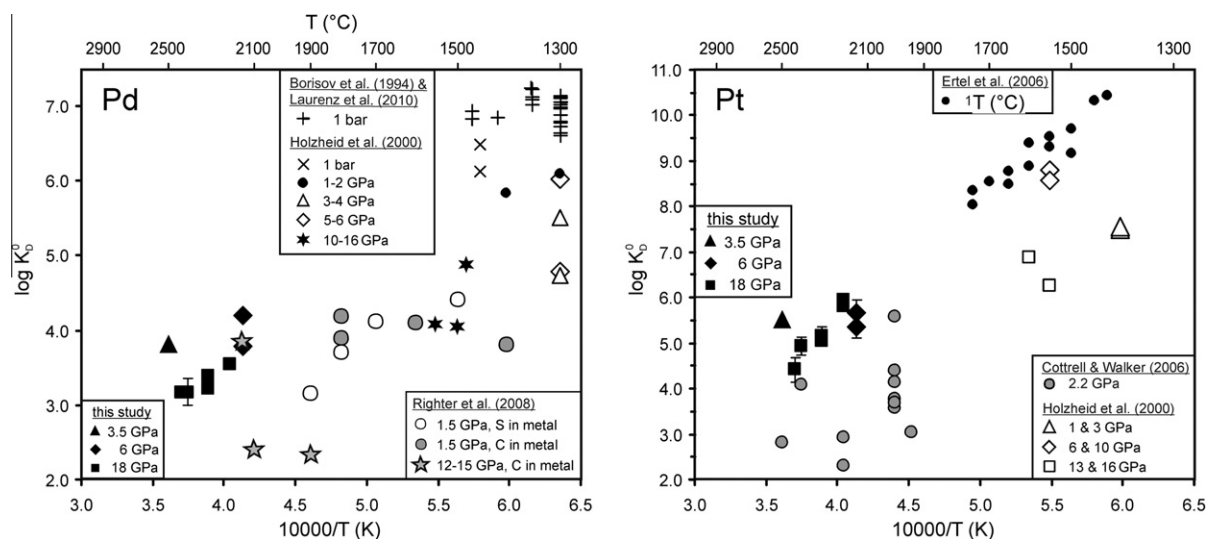 T (°C)
2900 2500 2100 1900 1700 1500 1300
Pd
log K_D^0
7.0
6.0
5.0
4.0
3.0
2.0
3.0 3.5 4.0 4.5 5.0 5.5 6.0 6.5
10000/T (K)
Borisov et al. (1994) &
Laurenz et al. (2010)
1 bar
Holzheid et al. (2000)
1 bar
1-2 GPa
3-4 GPa
5-6 GPa
10-16 GPa
this study
3.5 GPa
6 GPa
18 GPa
Righter et al. (2008)
1.5 GPa, S in metal
1.5 GPa, C in metal
12-15 GPa, C in metal
2900 2500 2100 1900 1700 1500 1300
Pt
log K_D^0
11.0
10.0
9.0
8.0
7.0
6.0
5.0
4.0
3.0
2.0
3.0 3.5 4.0 4.5 5.0 5.5 6.0 6.5
10000/T (K)
Ertel et al. (2006)
1T (°C)
this study
3.5 GPa
6 GPa
18 GPa
Cottrell & Walker (2006)
2.2 GPa
Holzheid et al. (2000)
1 & 3 GPa
6 & 10 GPa
13 & 16 GPa